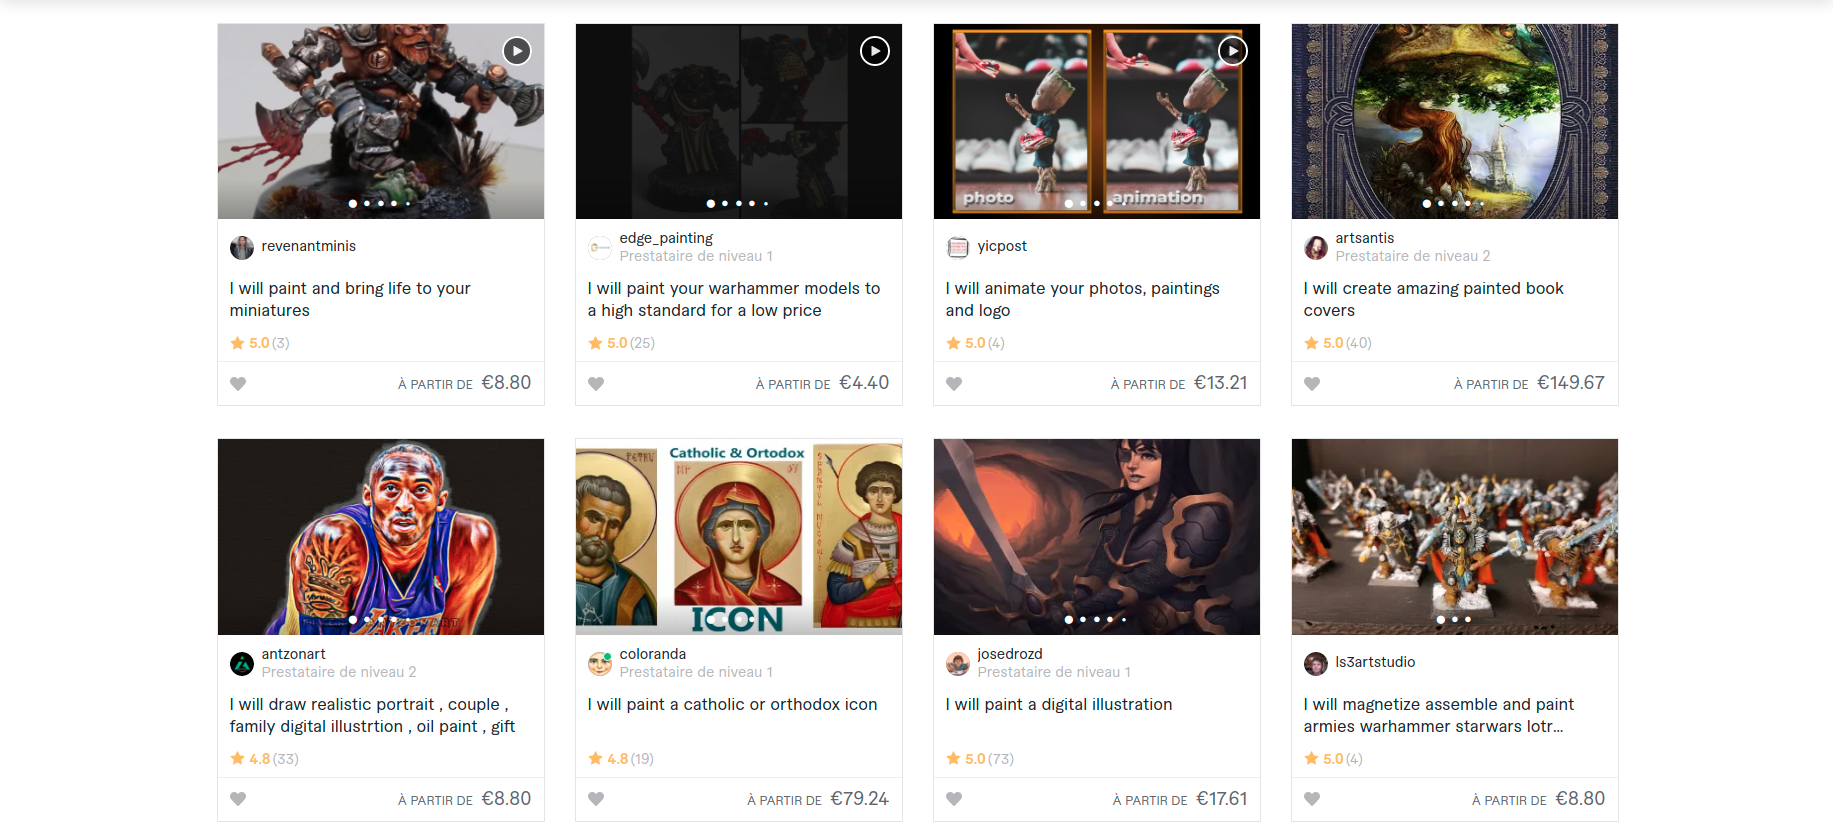 photo
animation
revenantminis
I will paint and bring life to your
miniatures
5.0 (3)
À PARTIR DE €8.80
edge_painting
Prestataire de niveau 1
I will paint your warhammer models to
a high standard for a low price
5.0 (25)
À PARTIR DE €4.40
yicpost
I will animate your photos, paintings
and logo
5.0 (4)
À PARTIR DE €13.21
artsantis
Prestataire de niveau 2
I will create amazing painted book
covers
5.0 (40)
À PARTIR DE €149.67
Catholic & Ortodox
ICON
antzonart
Prestataire de niveau 2
I will draw realistic portrait , couple ,
family digital illustrtion , oil paint , gift
4.8 (33)
À PARTIR DE €8.80
coloranda
Prestataire de niveau 1
I will paint a catholic or orthodox icon
4.8 (19)
À PARTIR DE €79.24
josedrozd
Prestataire de niveau 1
I will paint a digital illustration
5.0 (73)
À PARTIR DE €17.61
ls3artstudio
I will magnetize assemble and paint
armies warhammer starwars lotr...
5.0 (4)
À PARTIR DE €8.80